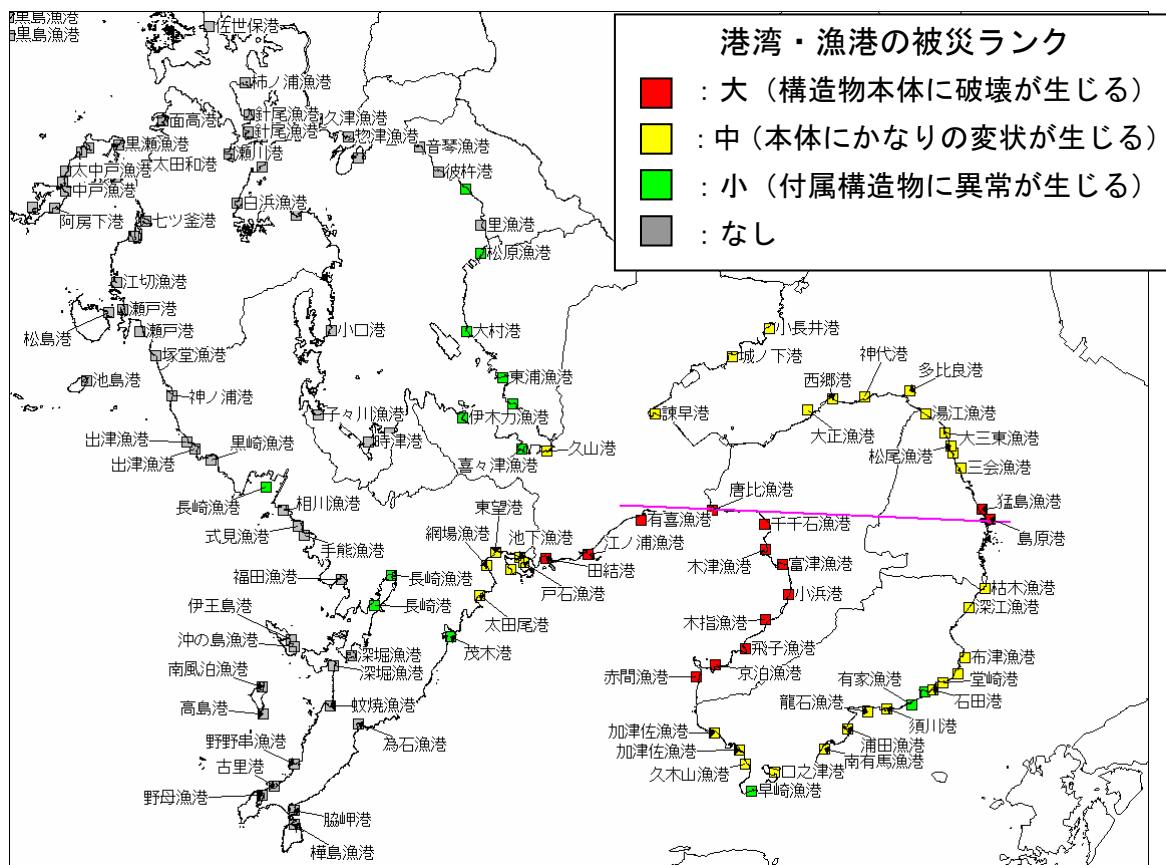 港湾・漁港の被災ランク
：大（構造物本体に破壊が生じる）
：中（本体にかなりの変状が生じる）
：小（付属構造物に異常が生じる）
：なし
黒島漁港
黒島漁港
佐世保港
柿ノ浦漁港
面高港
針尾漁港
針尾漁港
久津漁港
惣津漁港
音琴漁港
彼杵港
黒瀬漁港
太田和港
瀬川港
太中戸漁港
中戸漁港
阿房下港
白浜漁港
七ツ釜港
里漁港
松原漁港
江切漁港
瀬戸港
松島港
瀬戸港
小口港
大村港
小長井港
塚堂漁港
城ノ下港
神代港
多比良港
西郷港
池島港
神ノ浦漁港
東浦漁港
子々川漁港
伊木力漁港
諫早港
大正漁港
湯江漁港
出津漁港
黒崎漁港
時津港
大三東漁港
出津漁港
喜々津漁港
久山港
松尾漁港
三会漁港
長崎漁港
相川漁港
東望港
唐比漁港
猛島漁港
式見漁港
網場漁港
池下漁港
有喜漁港
千千石漁港
島原港
手熊漁港
江ノ浦漁港
木津漁港
田結港
富津漁港
福田漁港
長崎漁港
戸石漁港
枯木漁港
長崎港
太田尾港
小浜港
深江漁港
伊王島港
木指漁港
沖の島漁港
茂木港
深堀漁港
飛子漁港
布津漁港
南風泊漁港
深堀漁港
赤間漁港
京泊漁港
有家漁港
堂崎港
高島港
蚊焼漁港
龍石漁港
石田港
為石漁港
須川港
野野串漁港
加津佐漁港
浦田漁港
加津佐漁港
南有馬漁港
古里港
久木山漁港
口之津港
野母漁港
早崎漁港
脇岬港
樺島漁港